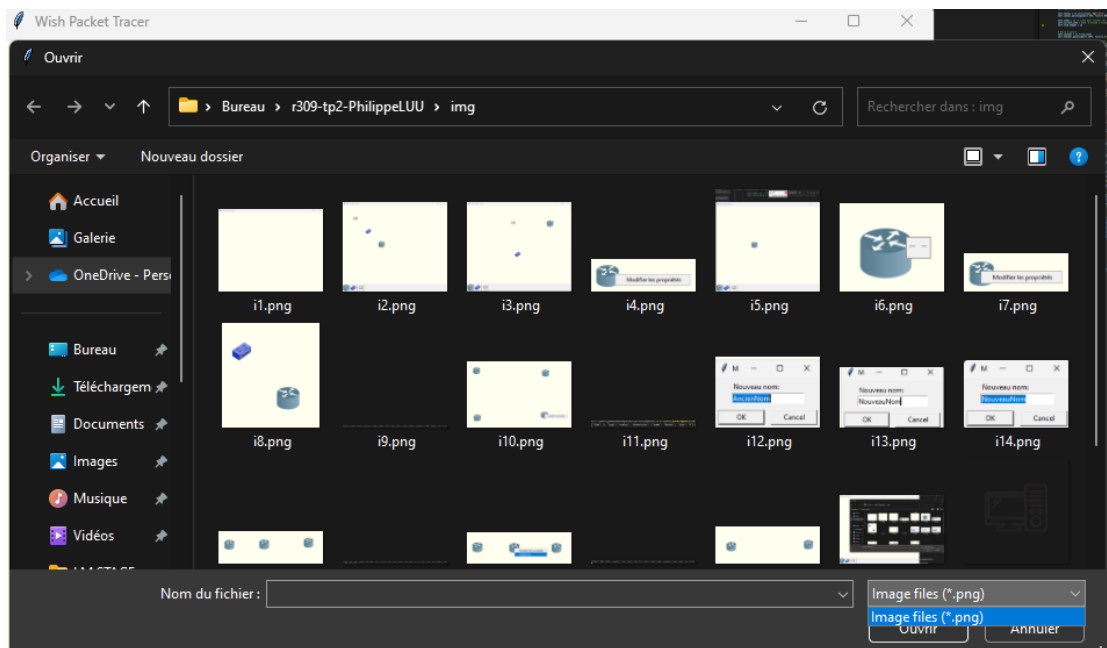 Wish Packet Tracer
Ouvrir
Bureau > r309-tp2-PhilippeLUU > img
Rechercher dans : img
Organiser
Nouveau dossier
Accueil
Galerie
OneDrive - Perso
Bureau
Téléchargem
Documents
Images
Musique
Vidéos
i1.png
i2.png
i3.png
i4.png
i5.png
i6.png
i7.png
Modifier les propriétés
Modifier les propriétés
i8.png
i9.png
i10.png
i11.png
i12.png
i13.png
i14.png
M.
Nouveau nom:
AncienNom
OK
Cancel
M.
Nouveau nom:
NouveauNom
OK
Cancel
M.
Nouveau nom:
NouveauNom
OK
Cancel
Nom du fichier :
Image files (*.png)
Image files (*.png)
Ouvrir
Annuler